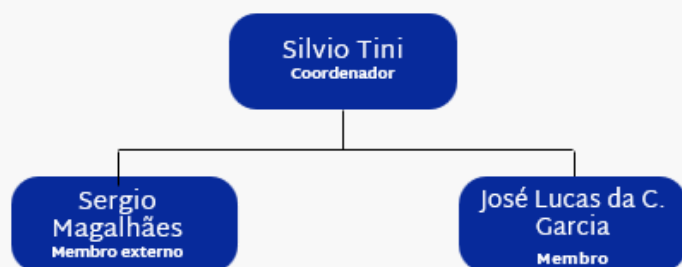 Silvio Tini
Coordenador
Sergio
Magalhães
Membro externo
José Lucas da C.
Garcia
Membro